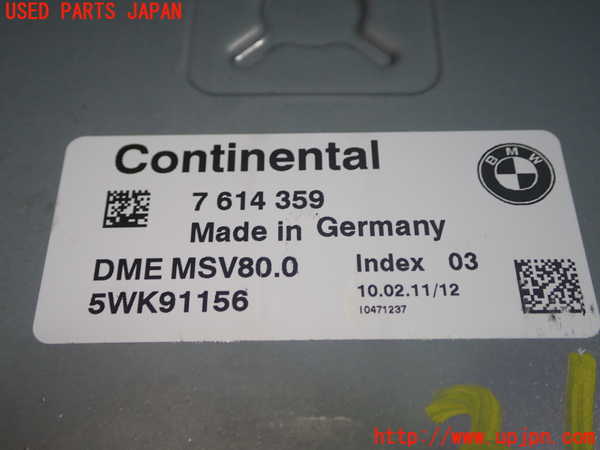 USED PARTS JAPAN
Continental
BMW
7 614 359
Made in Germany
DME MSV80.0 Index 03
5WK91156 10.02.11/12
10471237
http://www.upjpn.com/